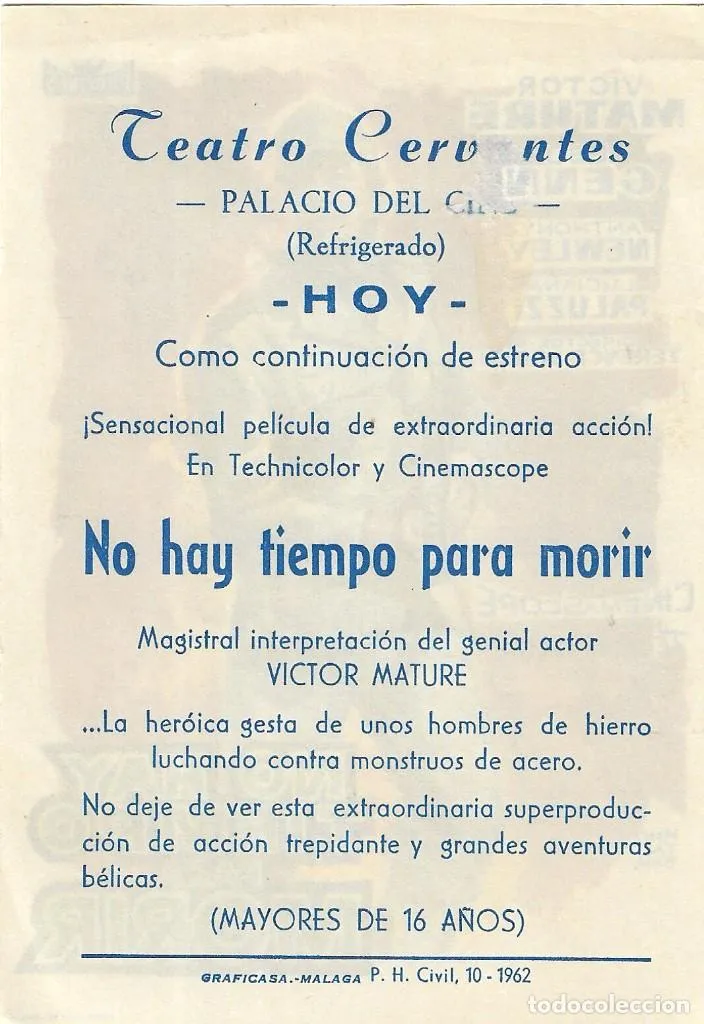 Teatro Cervantes
— PALACIO DEL CINE —
(Refrigerado)
-HOY-
Como continuación de estreno
¡Sensacional película de extraordinaria acción!
En Technicolor y Cinemascope
No hay tiempo para morir
Magistral interpretación del genial actor
VICTOR MATURE
...La heróica gesta de unos hombres de hierro
luchando contra monstruos de acero.
No deje de ver esta extraordinaria superproduc-
ción de acción trepidante y grandes aventuras
bélicas.
(MAYORES DE 16 AÑOS)
GRAFICASA.-MALAGA P. H. Civil, 10 - 1962
todocoleccion